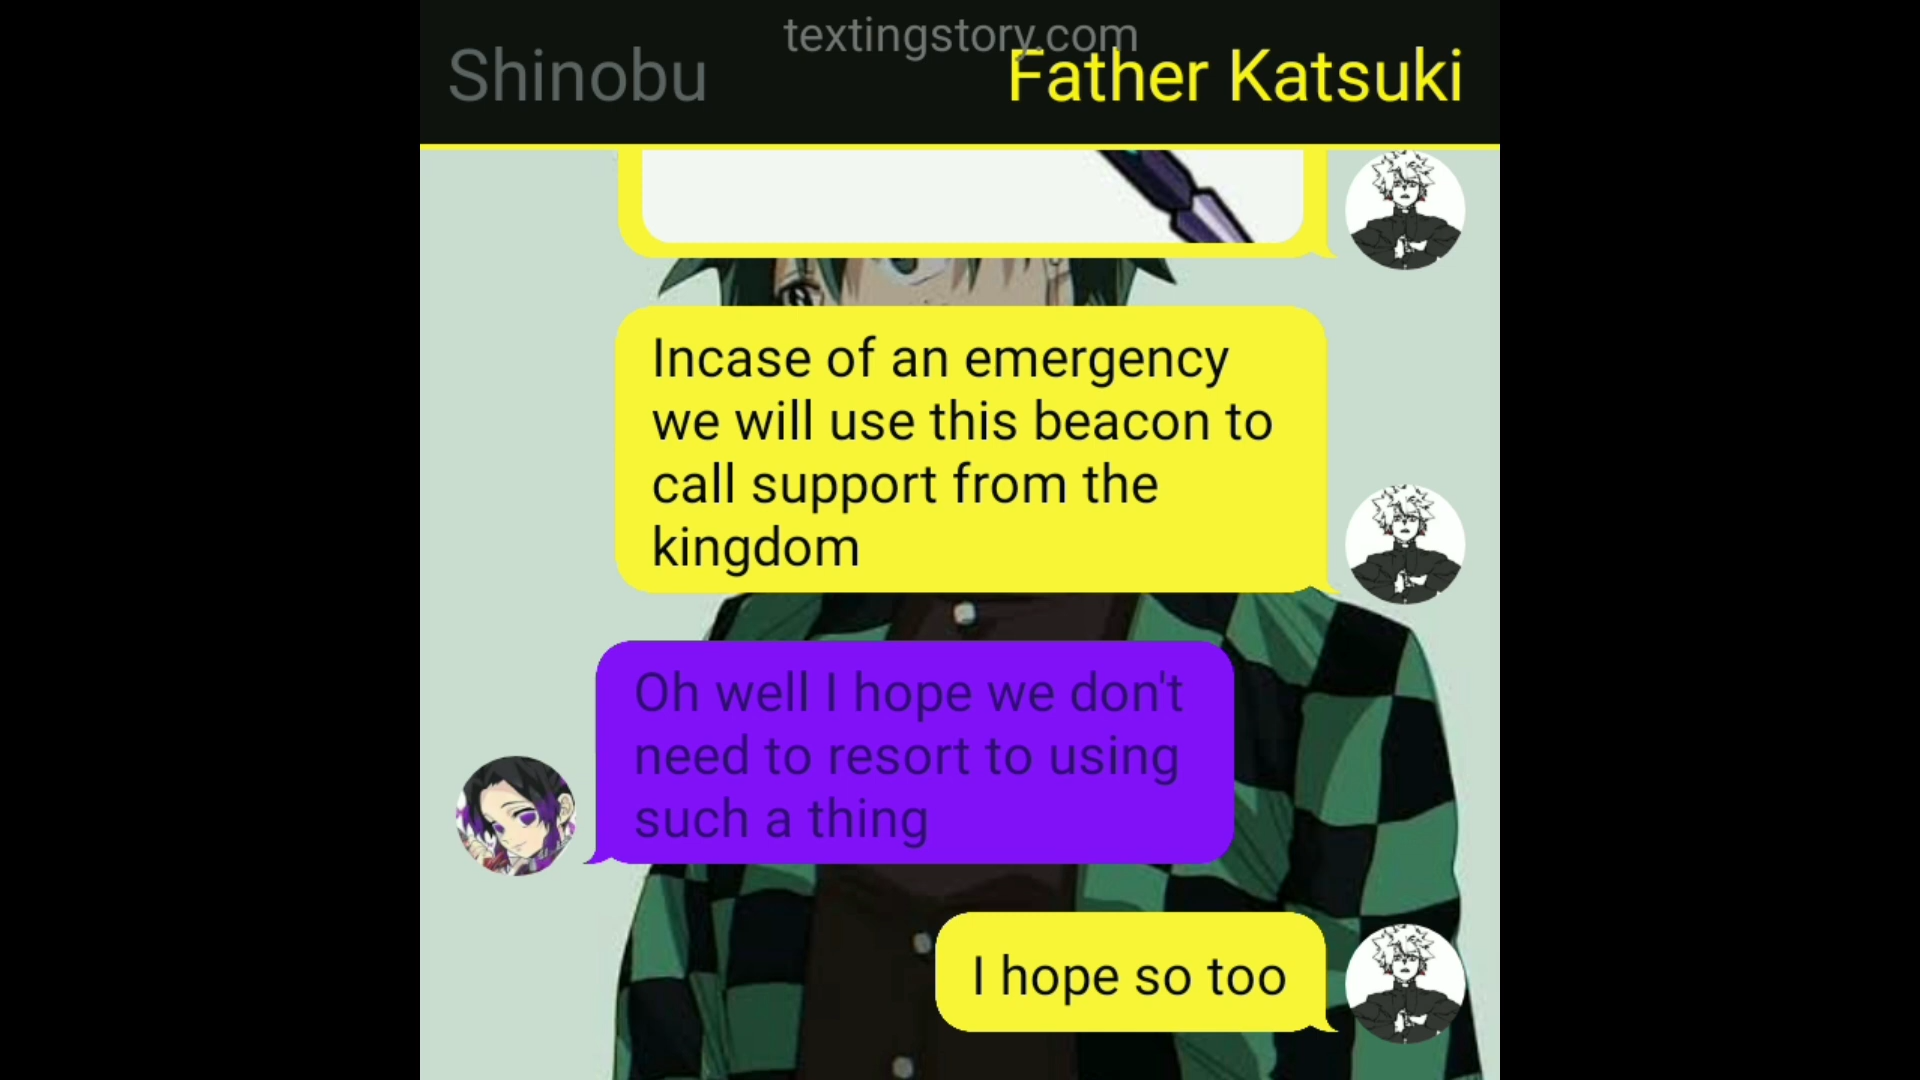 textingstory.com
Shinobu
Father Katsuki
Incase of an emergency
we will use this beacon to
call support from the
kingdom
Oh well I hope we don't
need to resort to using
such a thing
I hope so too